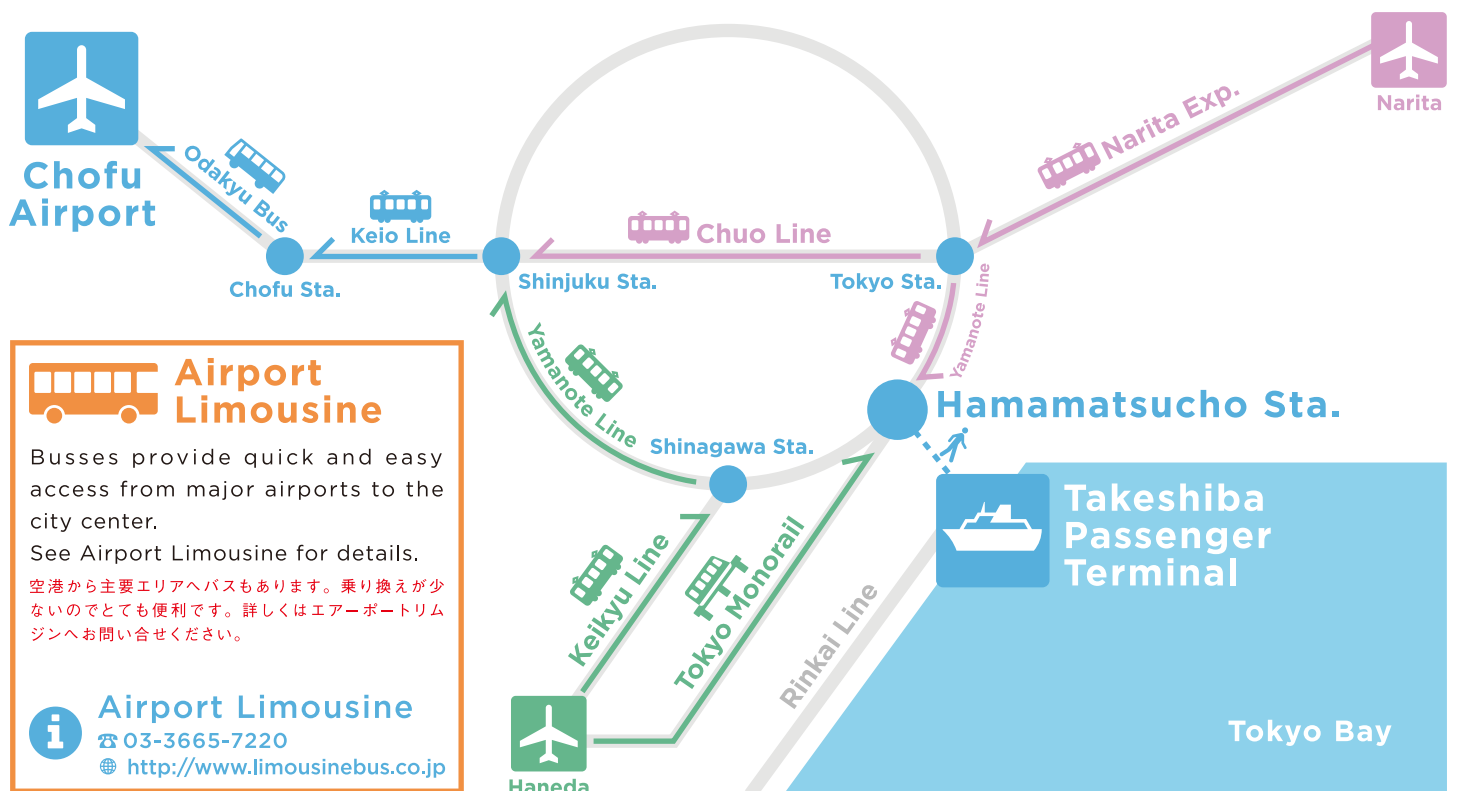 Narita
Narita Exp.
Chofu
Airport
Odakyu Bus
Keio Line
Chuo Line
Chofu Sta.
Shinjuku Sta.
Tokyo Sta.
Yamanote Line
Yamanote Line
Hamamatsucho Sta.
Shinagawa Sta.
Takeshiba
Passenger
Terminal
Keikyu Line
Tokyo Monorail
Rinkai Line
Tokyo Bay
Haneda
Airport
Limousine
Busses provide quick and easy
access from major airports to the
city center.
See Airport Limousine for details.
空港から主要エリアへバスもあります。乗り換えが少
ないのでとても便利です。詳しくはエアーポートリム
ジンへお問い合せください。
i
Airport Limousine
☎03-3665-7220
http://www.limousinebus.co.jp